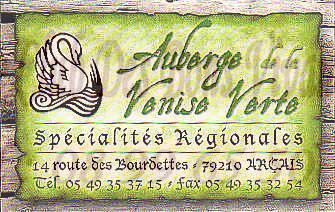 Auberge de la
Venise Verte
Spécialités Régionales
14 route des Bourdettes - 79210 ARÇAIS
Tél. 05 49 35 37 15 - Fax 05 49 35 32 54